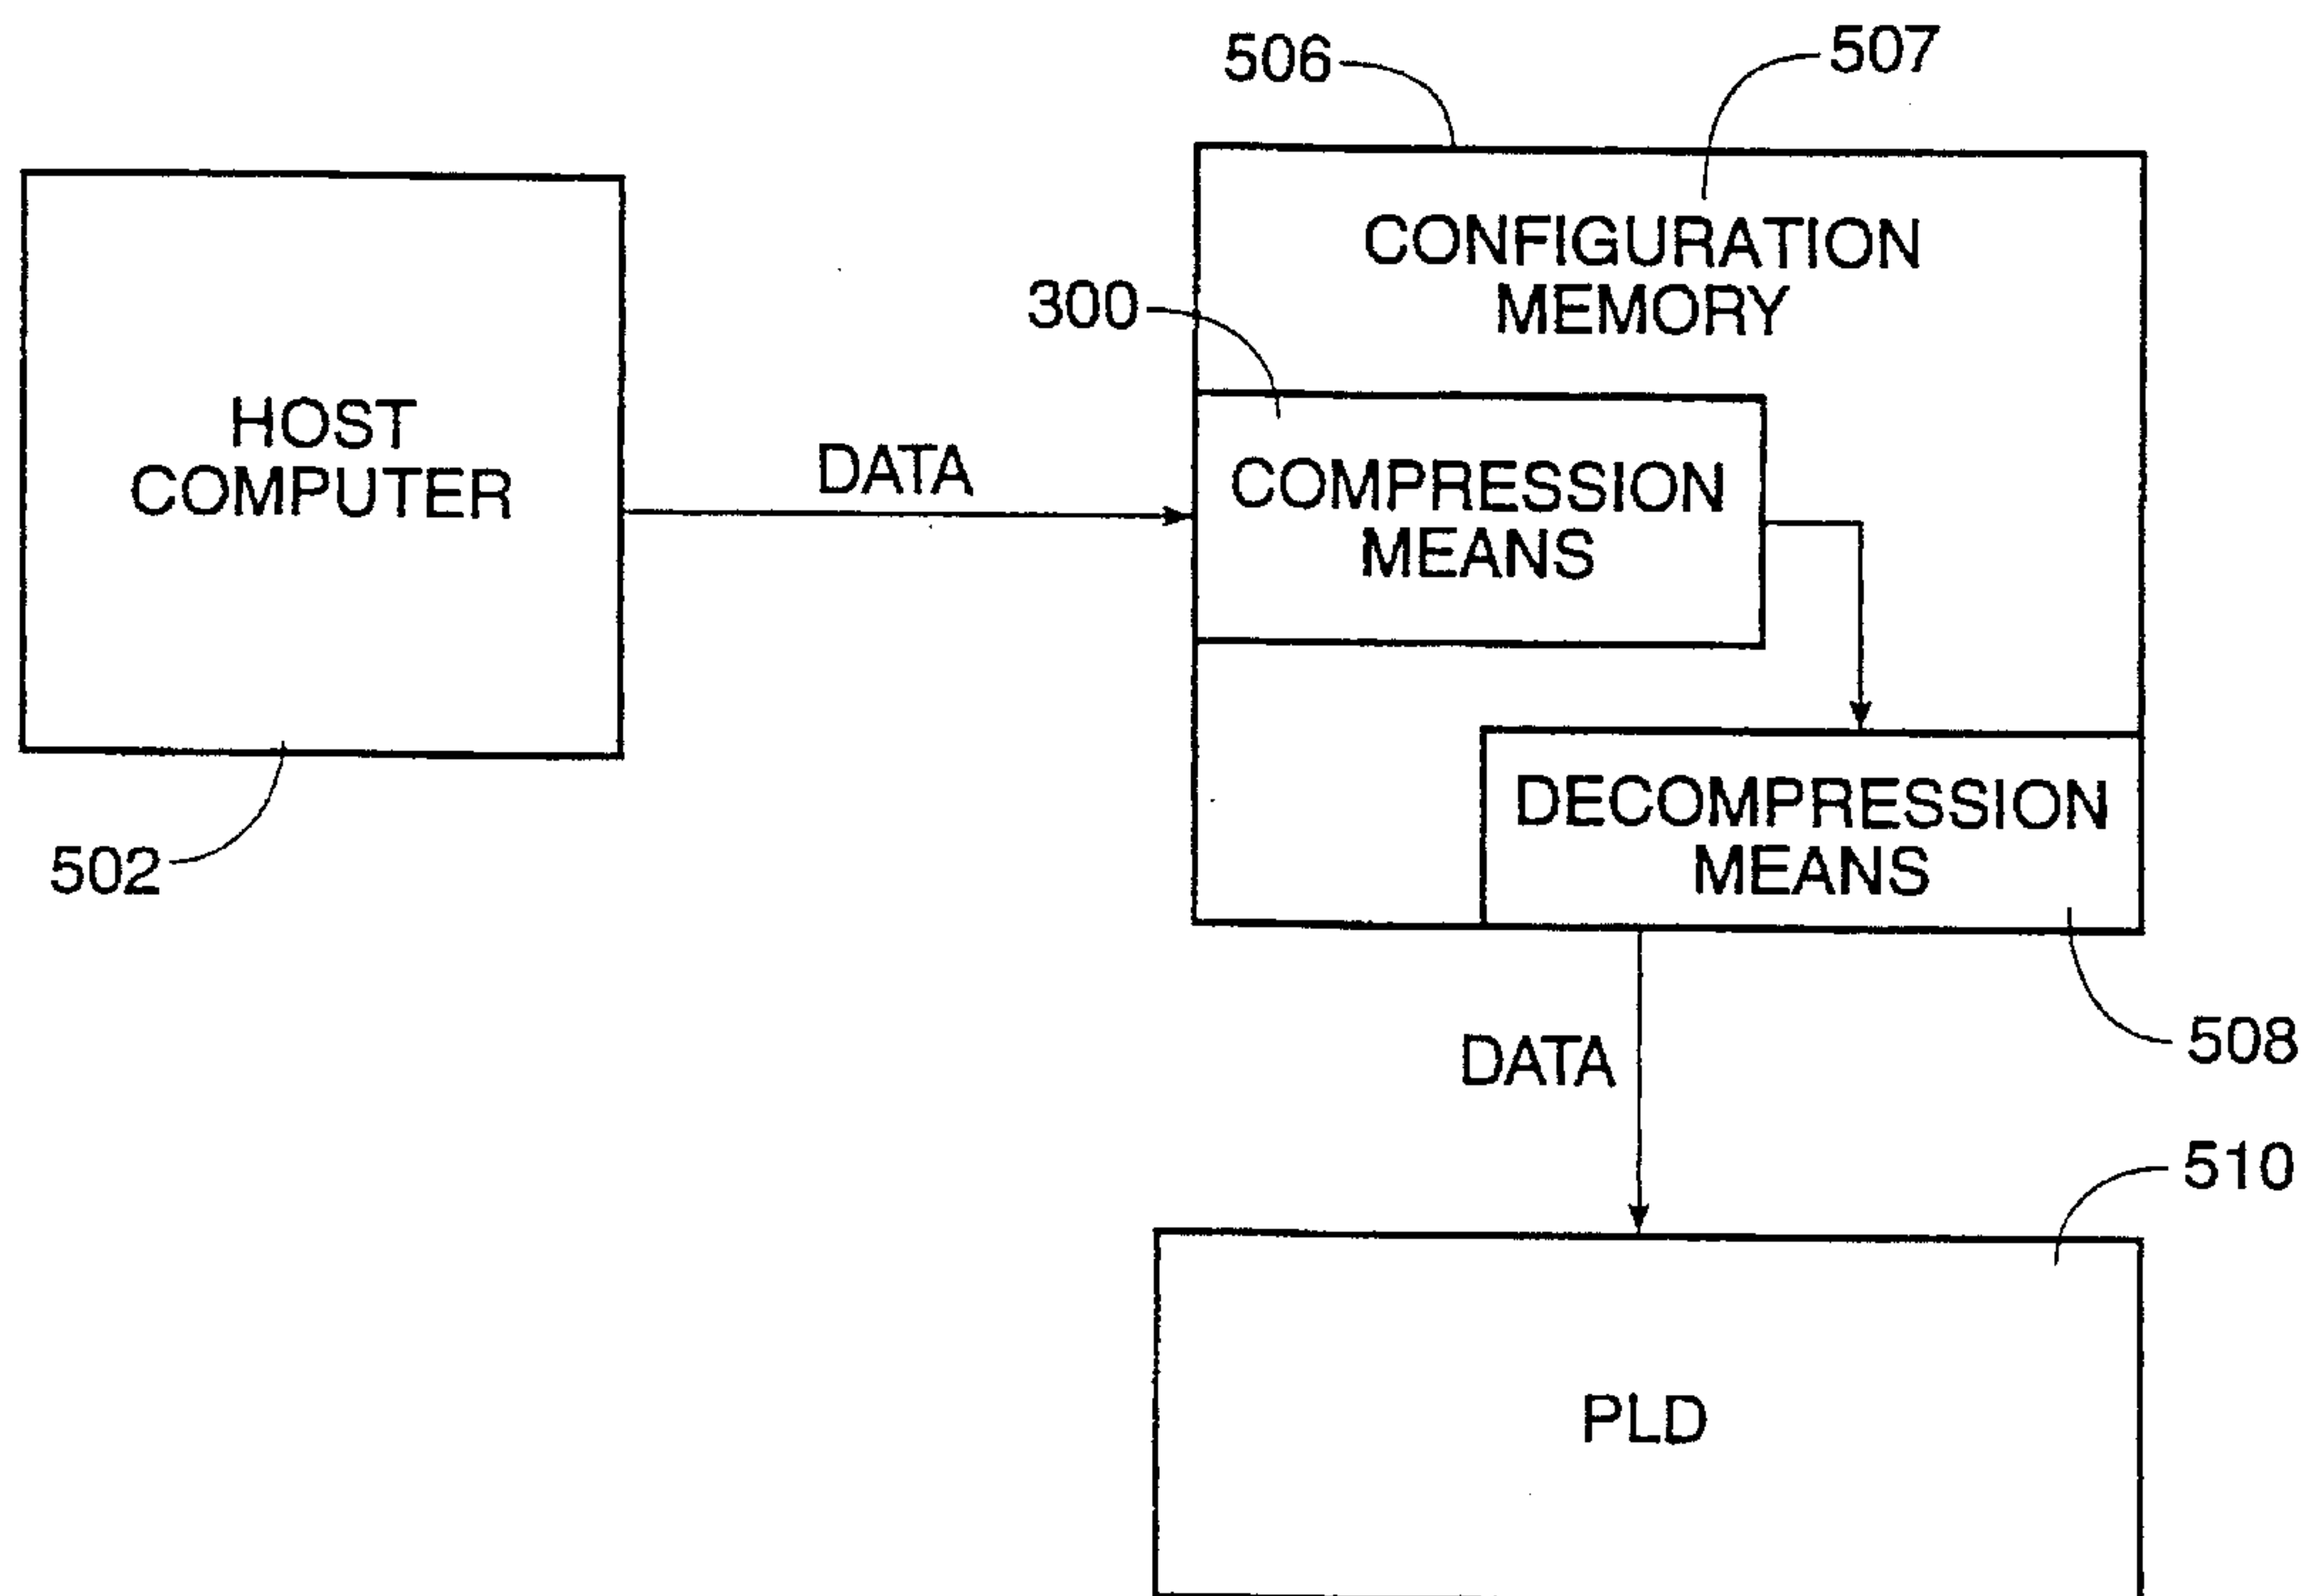 506
507
CONFIGURATION
MEMORY
300
HOST
COMPUTER
DATA
COMPRESSION
MEANS
DECOMPRESSION
MEANS
502
508
DATA
510
PLD